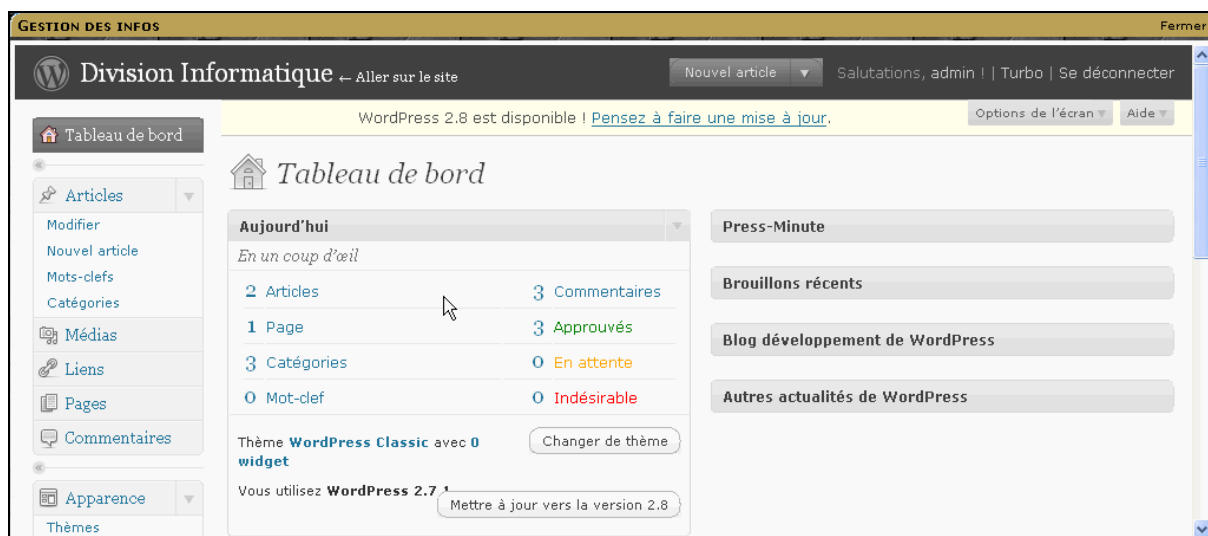 GESTION DES INFOS
Fermer
Division Informatique ← Aller sur le site
Nouvel article
Salutations, admin ! | Turbo | Se déconnecter
WordPress 2.8 est disponible ! Pensez à faire une mise à jour.
Options de l'écran
Aide
Tableau de bord
Articles
Modifier
Nouvel article
Mots-clefs
Catégories
Médias
Liens
Pages
Commentaires
Apparence
Thèmes
Tableau de bord
Aujourd'hui
En un coup d'œil
2 Articles
3 Commentaires
1 Page
3 Approuvés
3 Catégories
0 En attente
0 Mot-clef
0 Indésirable
Thème WordPress Classic avec 0
widget
Changer de thème
Vous utilisez WordPress 2.7.1
Mettre à jour vers la version 2.8
Press-Minute
Brouillons récents
Blog développement de WordPress
Autres actualités de WordPress